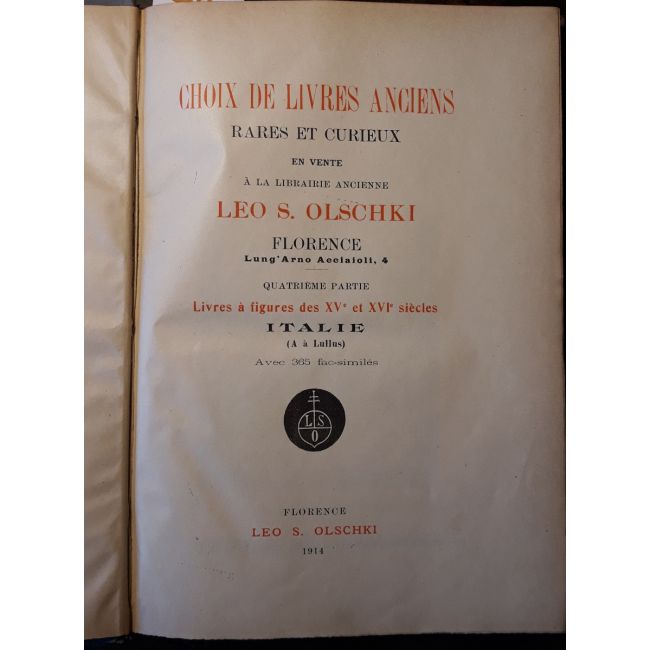 CHOIX DE LIVRES ANCIENS
RARES ET CURIEUX
EN VENTE
À LA LIBRAIRIE ANCIENNE
LEO S. OLSCHKI
FLORENCE
Lung'Arno Acciaioli, 4
QUATRIÈME PARTIE
Livres à figures des XVe et XVIe siècles
ITALIE
(A à Lullus)
Avec 365 fac-similés
L S
O
FLORENCE
LEO S. OLSCHKI
1914